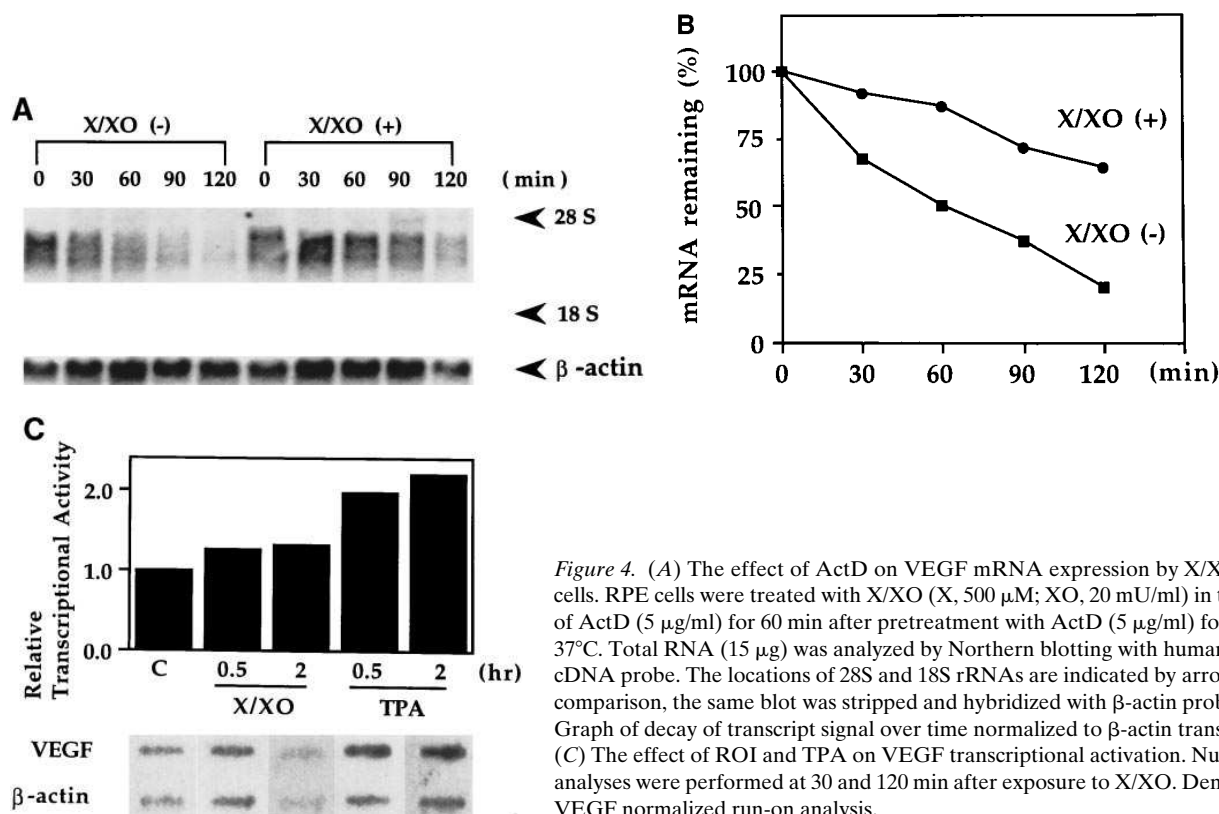 A
X/XO (-) X/XO (+)
0 30 60 90 120 0 30 60 90 120 (min)
28 S
18 S
β-actin
B
mRNA remaining (%)
100
75
50
25
0
X/XO (+)
X/XO (-)
0 30 60 90 120 (min)
C
Relative
Transcriptional Activity
2.0
1.0
0.0
C 0.5 2 0.5 2 (hr)
X/XO TPA
VEGF
β-actin
Figure 4. (A) The effect of ActD on VEGF mRNA expression by X/X
cells. RPE cells were treated with X/XO (X, 500 μM; XO, 20 mU/ml) in t
of ActD (5 μg/ml) for 60 min after pretreatment with ActD (5 μg/ml) fo
37°C. Total RNA (15 μg) was analyzed by Northern blotting with human
cDNA probe. The locations of 28S and 18S rRNAs are indicated by arro
comparison, the same blot was stripped and hybridized with β-actin prob
Graph of decay of transcript signal over time normalized to β-actin trans
(C) The effect of ROI and TPA on VEGF transcriptional activation. Nu
analyses were performed at 30 and 120 min after exposure to X/XO. Den
VEGF normalized run-on analysis.